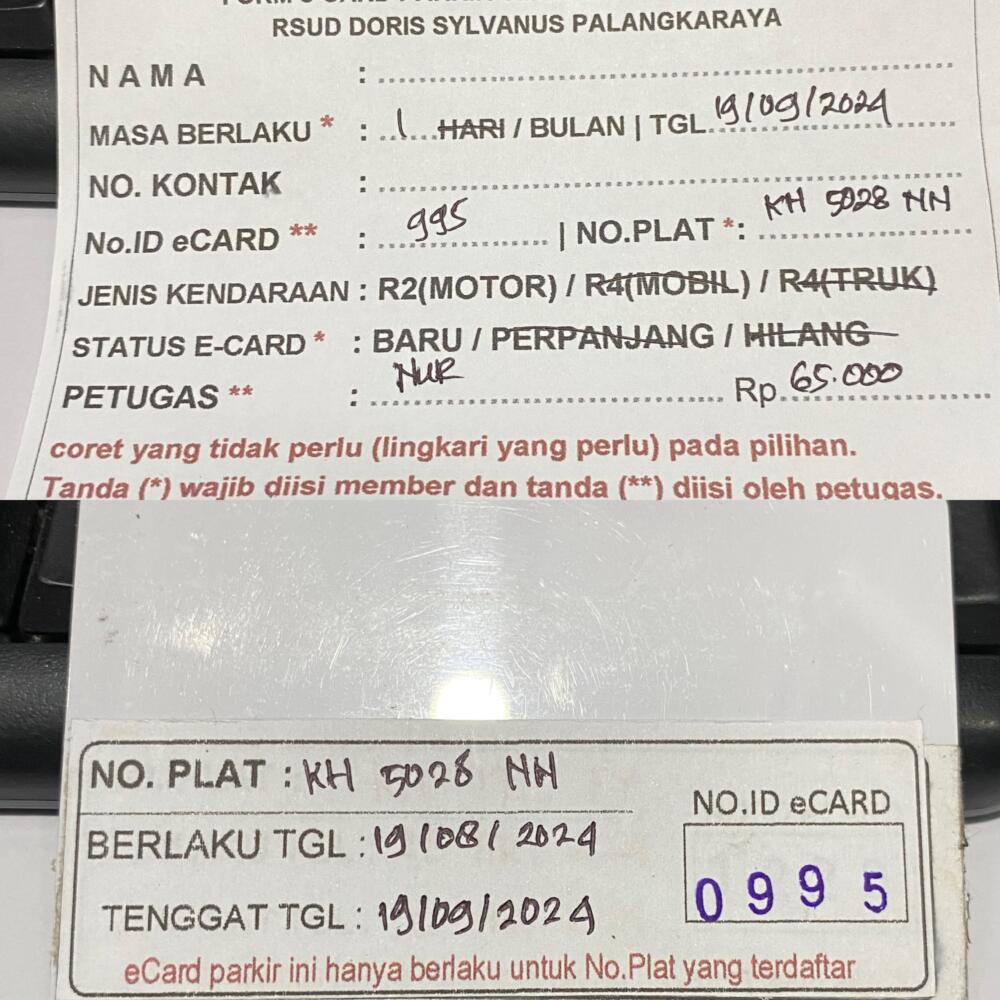 RSUD DORIS SYLVANUS PALANGKARAYA
NAMA :
MASA BERLAKU * : 1 HARI / BULAN | TGL 19/09/2024
NO. KONTAK :
No.ID eCARD ** : 995 | NO.PLAT *: KH 5028 NN
JENIS KENDARAAN : R2(MOTOR) / R4(MOBIL) / R4(TRUK)
STATUS E-CARD * : BARU / PERPANJANG / HILANG
PETUGAS ** : NUR Rp 65.000
coret yang tidak perlu (lingkari yang perlu) pada pilihan.
Tanda (*) wajib diisi member dan tanda (**) diisi oleh petugas.
NO. PLAT : KH 5028 NN
BERLAKU TGL : 19/08/2024
TENGGAT TGL : 19/09/2024
NO.ID eCARD
0995
eCard parkir ini hanya berlaku untuk No.Plat yang terdaftar